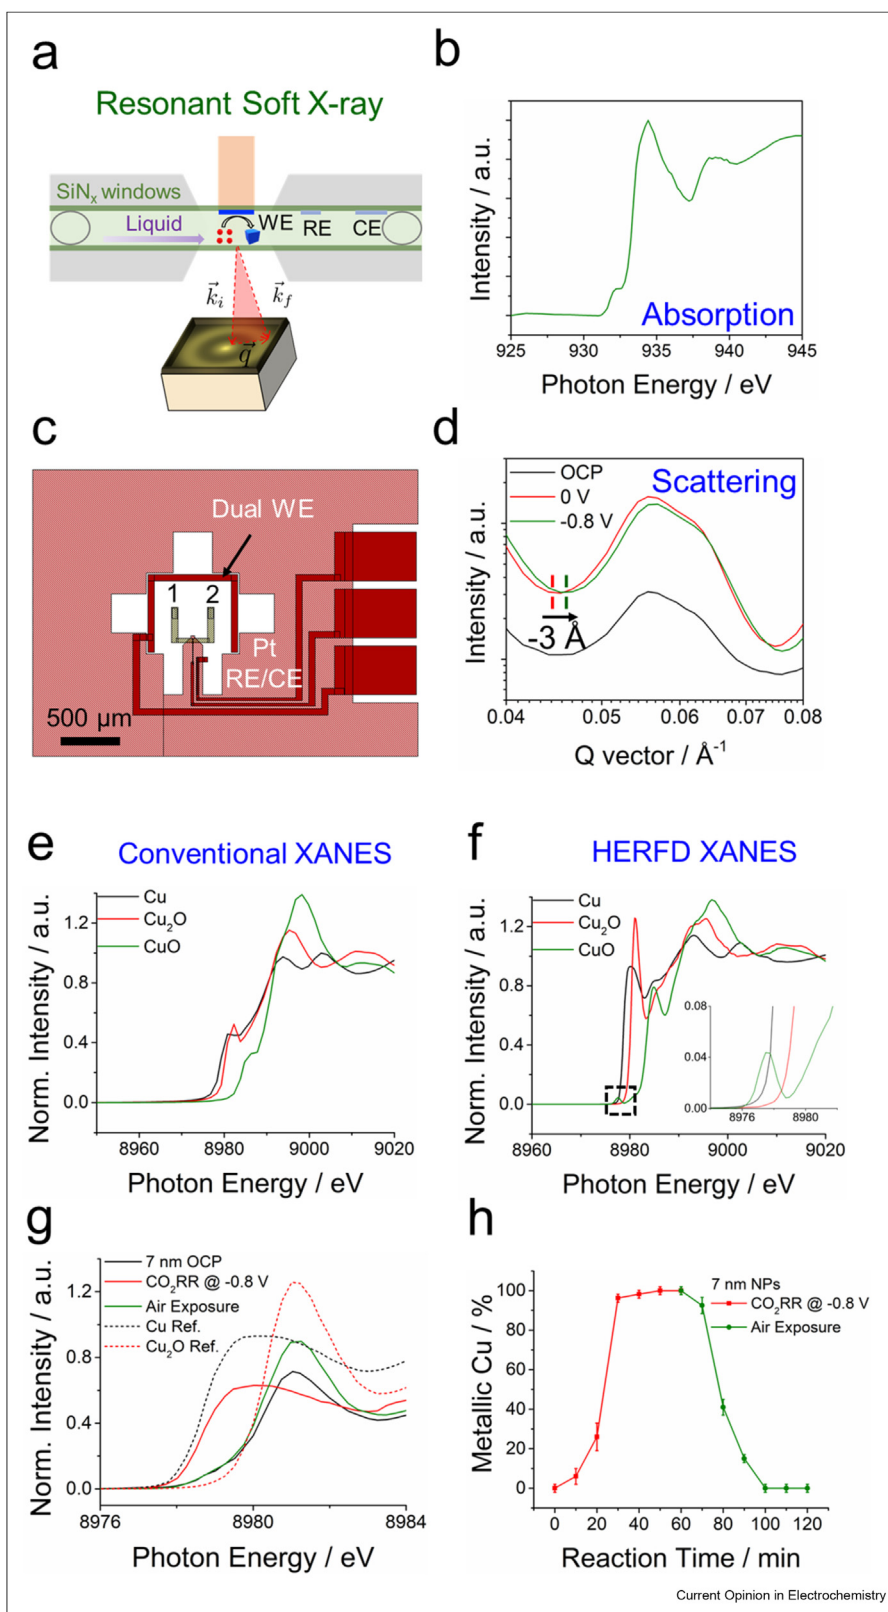 a
Resonant Soft X-ray
SiNx windows
Liquid
WE
RE
CE
k⃗i
k⃗f
q⃗
b
Intensity / a.u.
Absorption
925 930 935 940 945
Photon Energy / eV
c
Dual WE
1 2
Pt
RE/CE
500 μm
d
OCP
0 V
-0.8 V
Scattering
Intensity / a.u.
-3 Å
0.04 0.05 0.06 0.07 0.08
Q vector / Å-1
e
Conventional XANES
Cu
Cu2O
CuO
Norm. Intensity / a.u.
1.2
0.8
0.4
0.0
8960 8980 9000 9020
Photon Energy / eV
f
HERFD XANES
Cu
Cu2O
CuO
Norm. Intensity / a.u.
1.2
0.8
0.4
0.0
0.08
0.04
0.00
8976 8980
8960 8980 9000 9020
Photon Energy / eV
g
7 nm OCP
CO2RR @ -0.8 V
Air Exposure
Cu Ref.
Cu2O Ref.
Norm. Intensity / a.u.
1.2
0.8
0.4
0.0
8976 8980 8984
Photon Energy / eV
h
7 nm NPs
CO2RR @ -0.8 V
Air Exposure
Metallic Cu / %
100
80
60
40
20
0
0 20 40 60 80 100 120
Reaction Time / min
Current Opinion in Electrochemistry